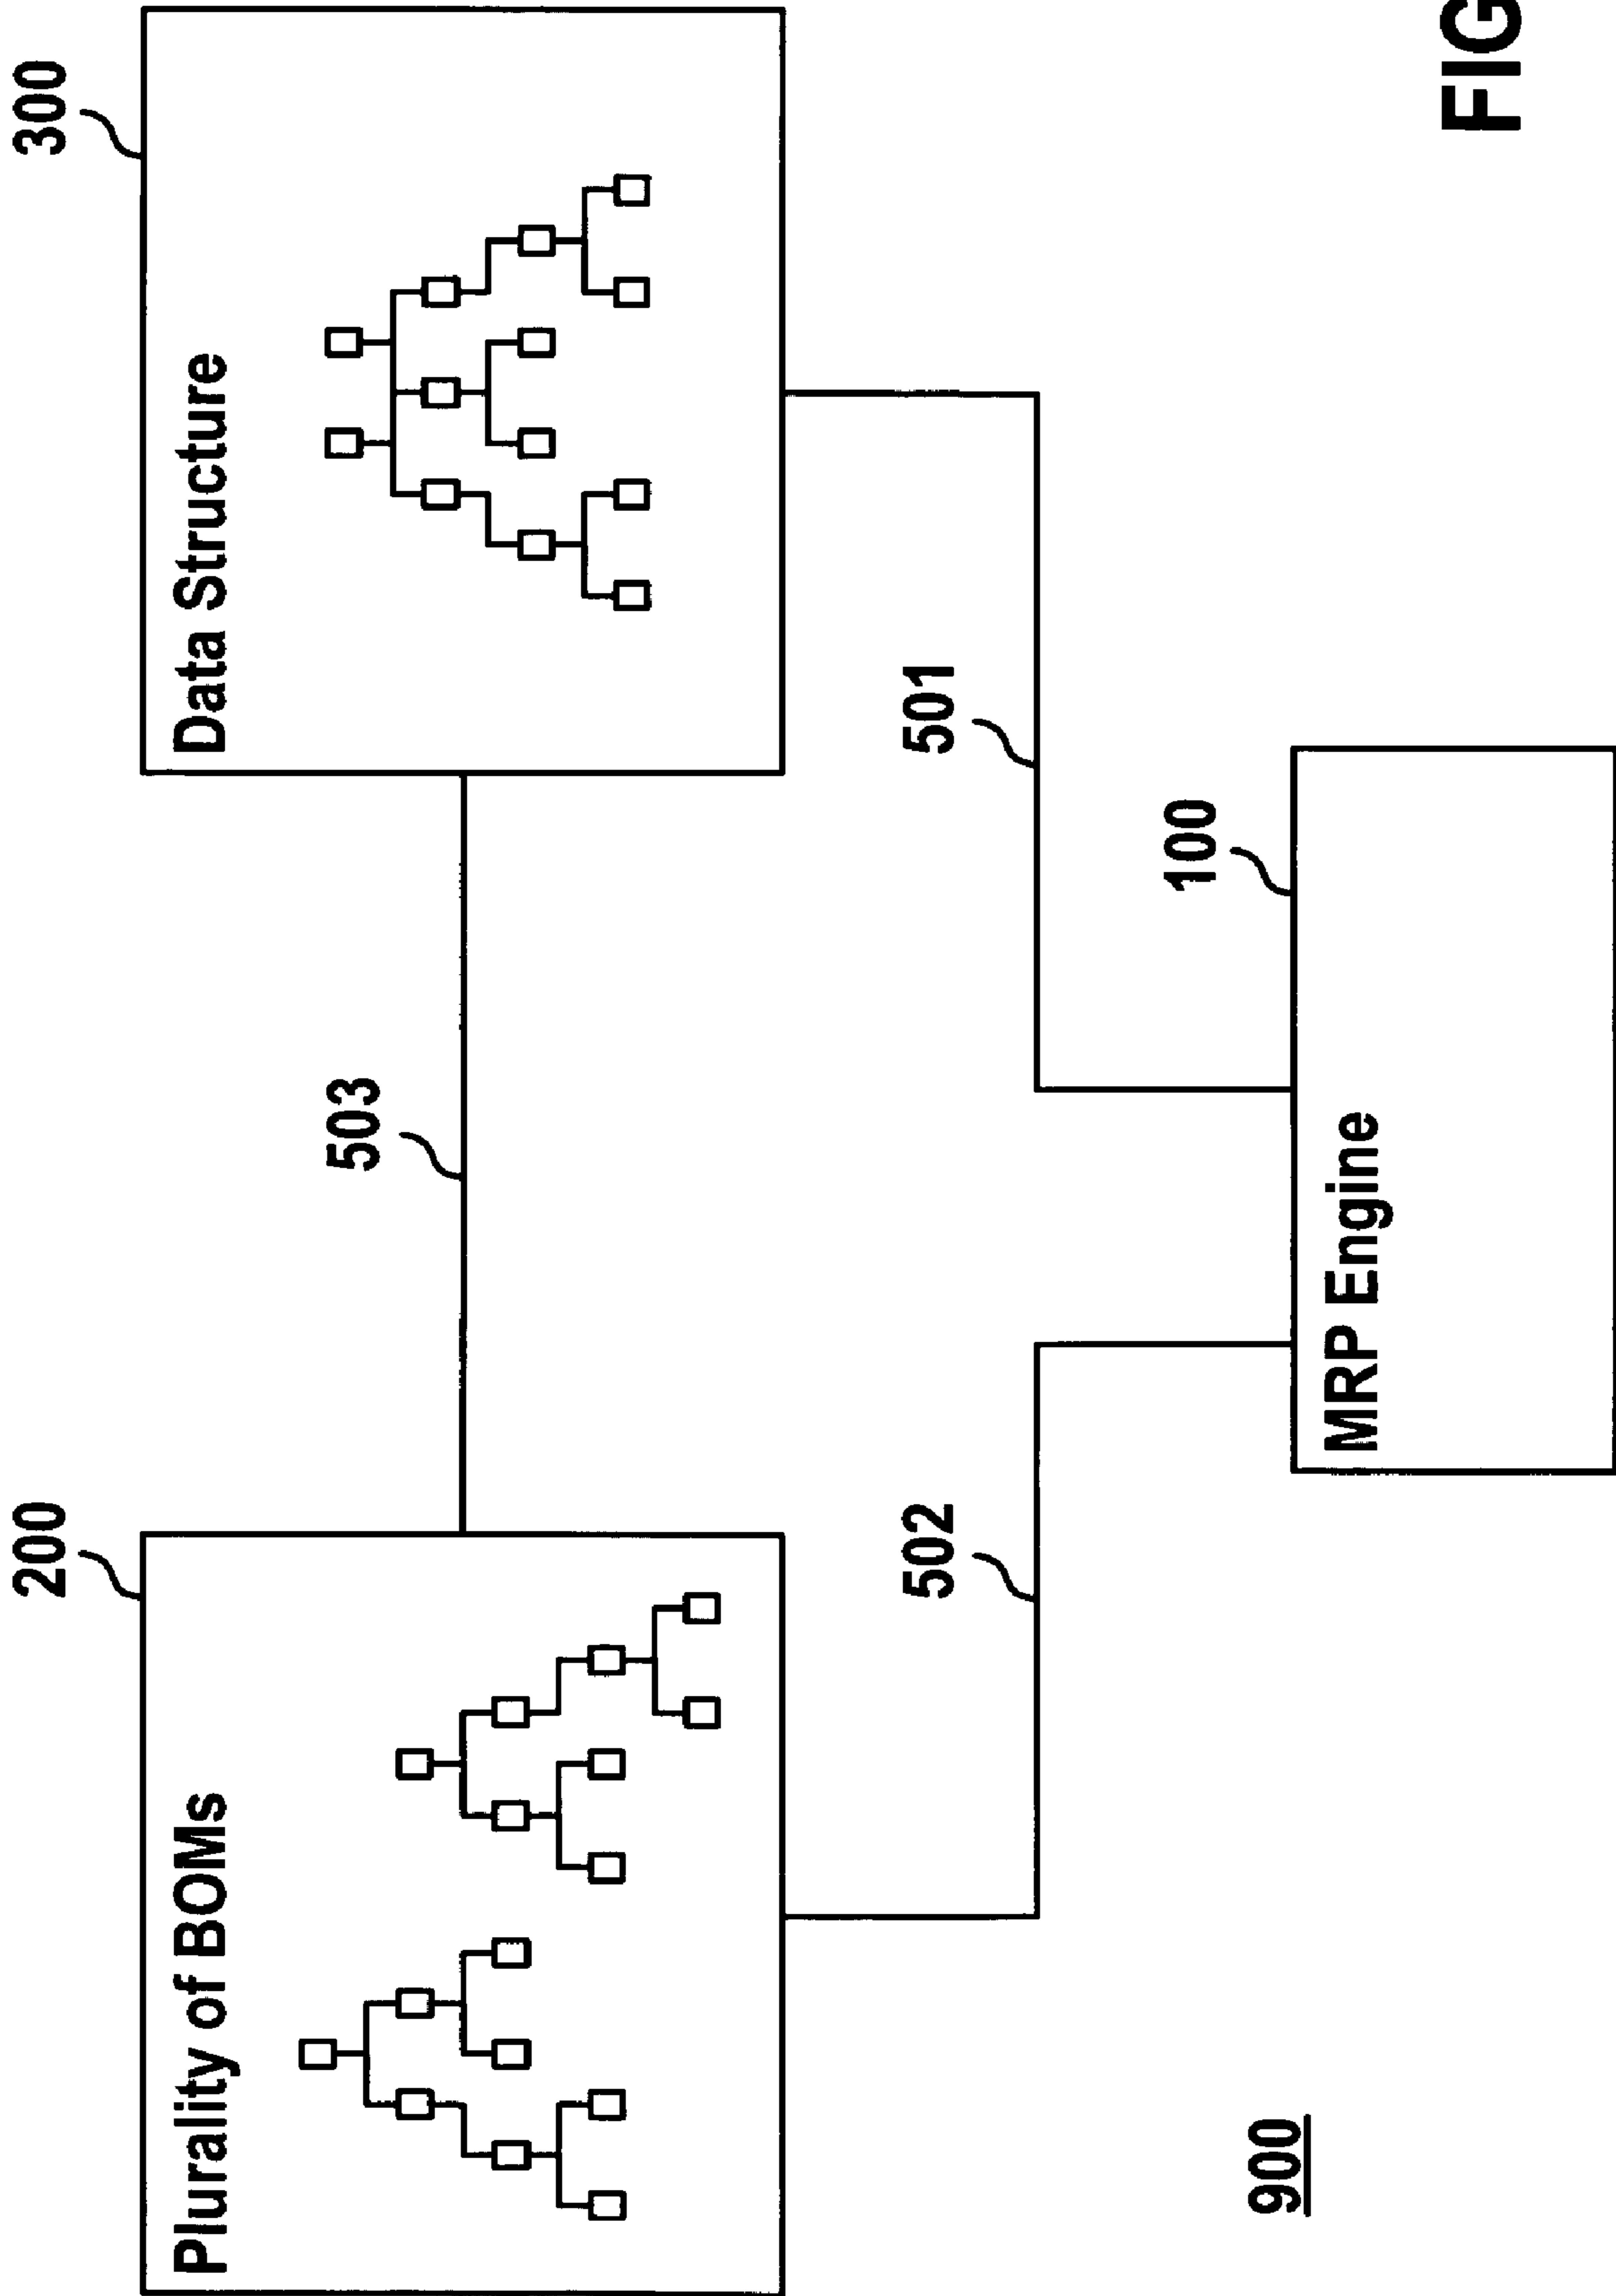 200
300
Plurality of BOMs
Data Structure
503
502
501
100
MRP Engine
900
FIG